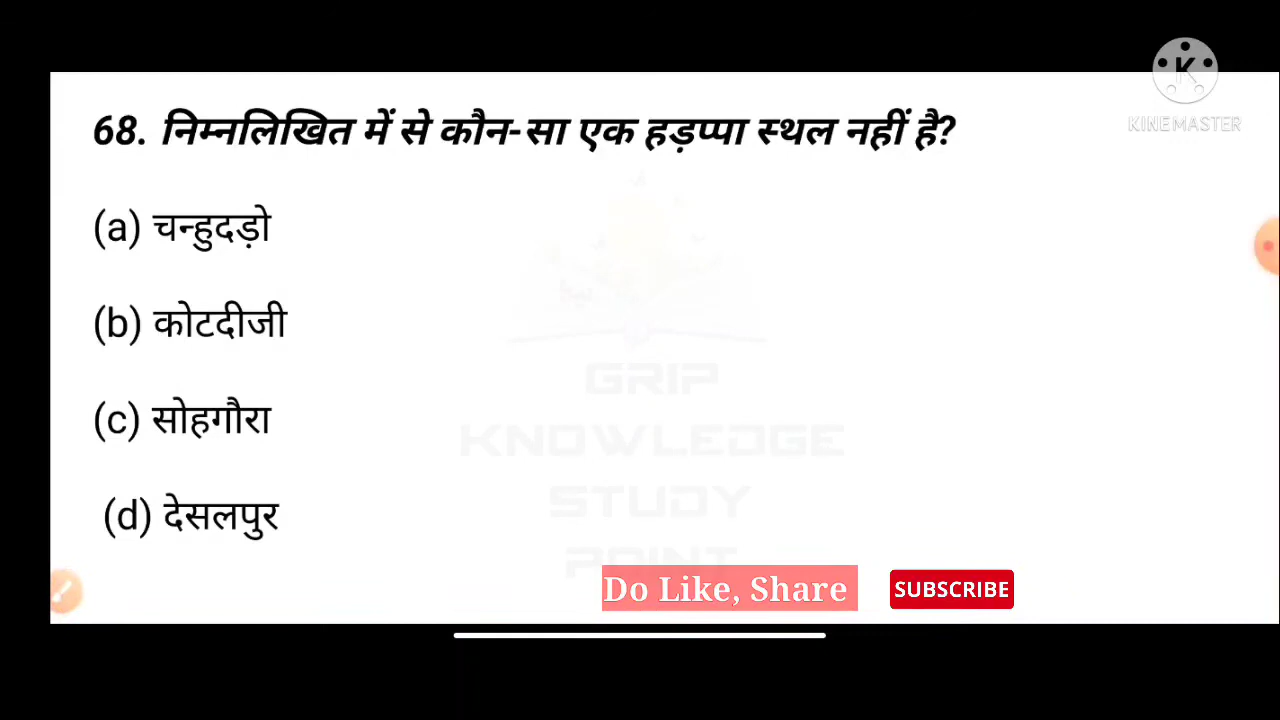 KINEMASTER
68. निम्नलिखित में से कौन-सा एक हड़प्पा स्थल नहीं है?
(a) चन्हुदड़ो
(b) कोटदीजी
(c) सोहगौरा
(d) देसलपुर
GRIP
KNOWLEDGE
STUDY
POINT
Do Like, Share
SUBSCRIBE